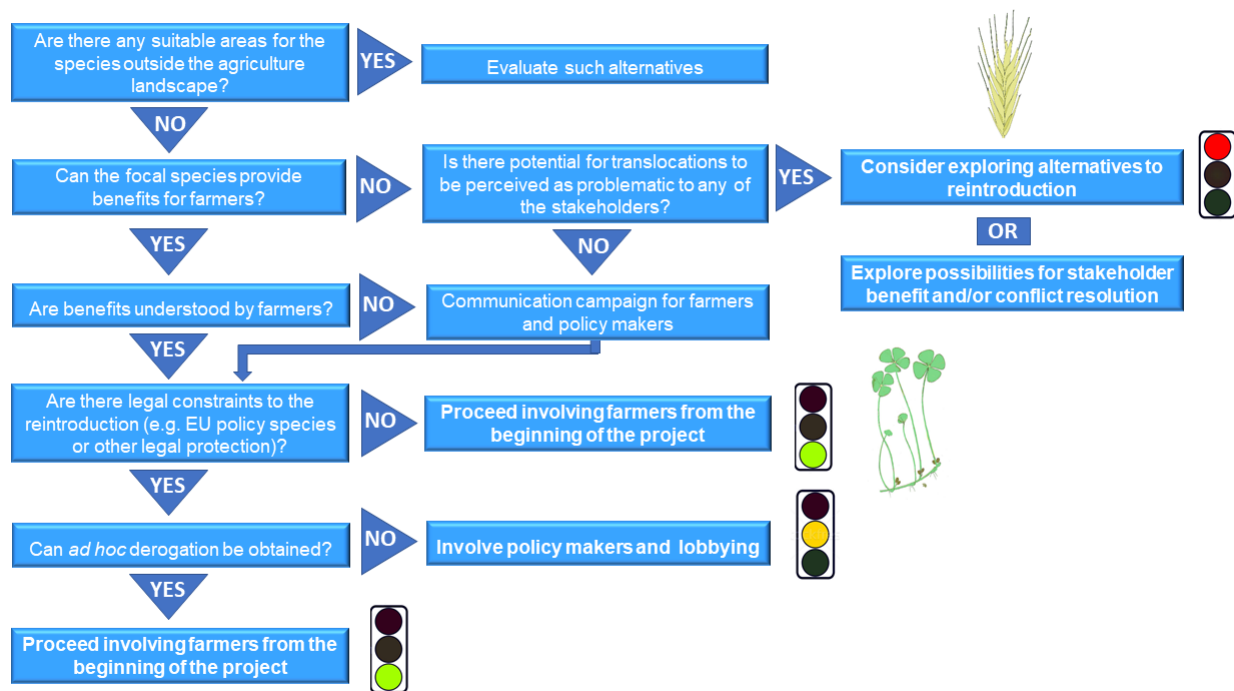 Are there any suitable areas for the
species outside the agriculture
landscape?
YES
Evaluate such alternatives
NO
Can the focal species provide
benefits for farmers?
NO
Is there potential for translocations to
be perceived as problematic to any of
the stakeholders?
YES
Consider exploring alternatives to
reintroduction
OR
Explore possibilities for stakeholder
benefit and/or conflict resolution
YES
NO
Are benefits understood by farmers?
NO
Communication campaign for farmers
and policy makers
YES
Are there legal constraints to the
reintroduction (e.g. EU policy species
or other legal protection)?
NO
Proceed involving farmers from the
beginning of the project
YES
Can ad hoc derogation be obtained?
NO
Involve policy makers and lobbying
YES
Proceed involving farmers from the
beginning of the project